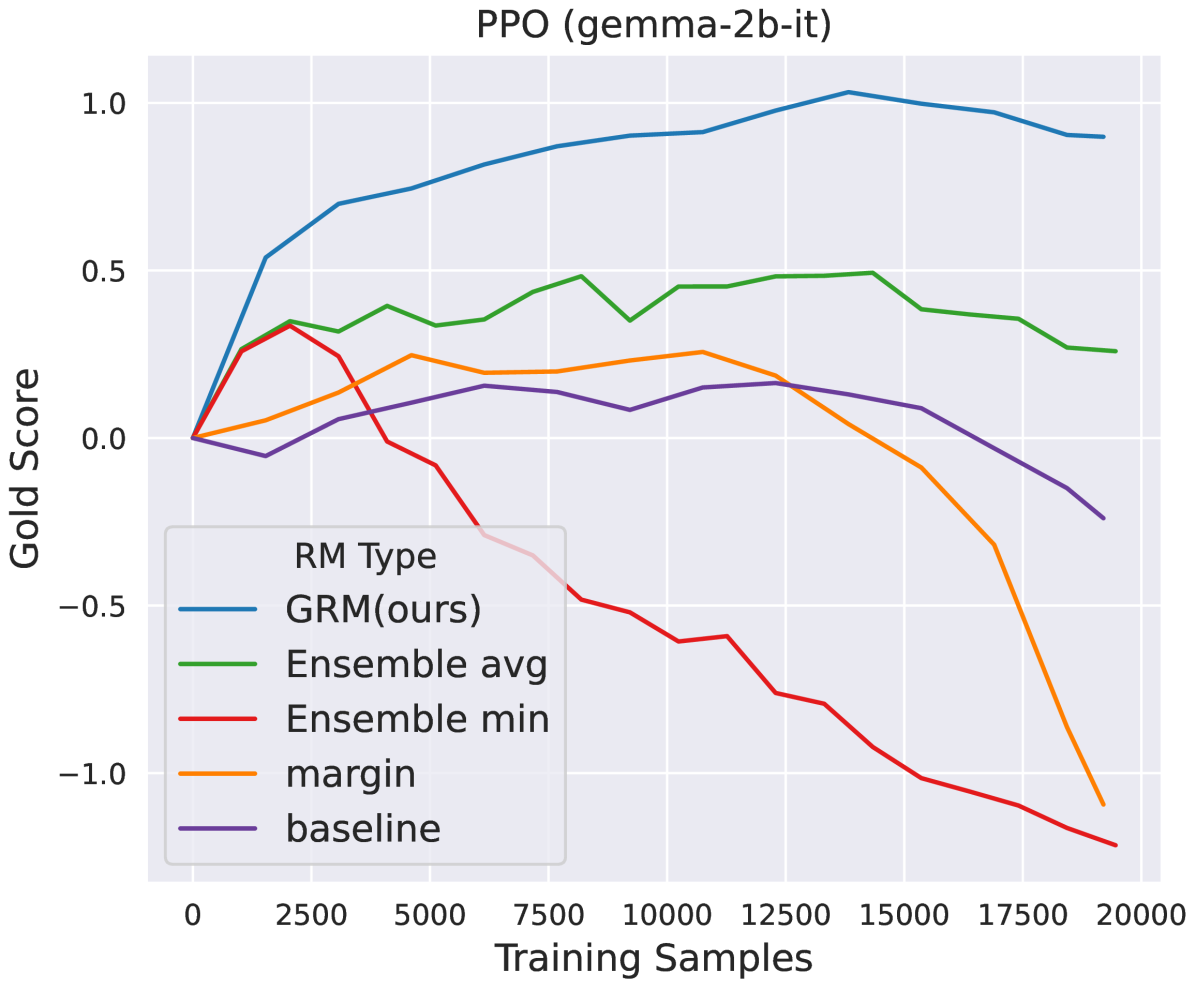 PPO (gemma-2b-it)
1.0
0.5
0.0
−0.5
−1.0
Gold Score
RM Type
GRM(ours)
Ensemble avg
Ensemble min
margin
baseline
0 2500 5000 7500 10000 12500 15000 17500 20000
Training Samples